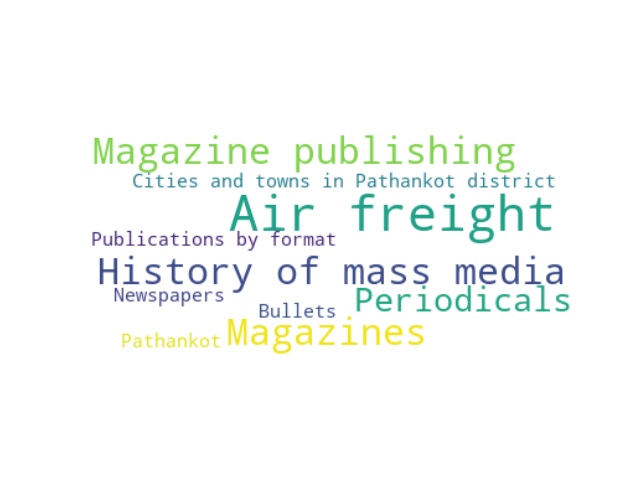 Magazine publishing
Cities and towns in Pathankot district
Air freight
Publications by format
History of mass media
Newspapers
Periodicals
Bullets
Magazines
Pathankot